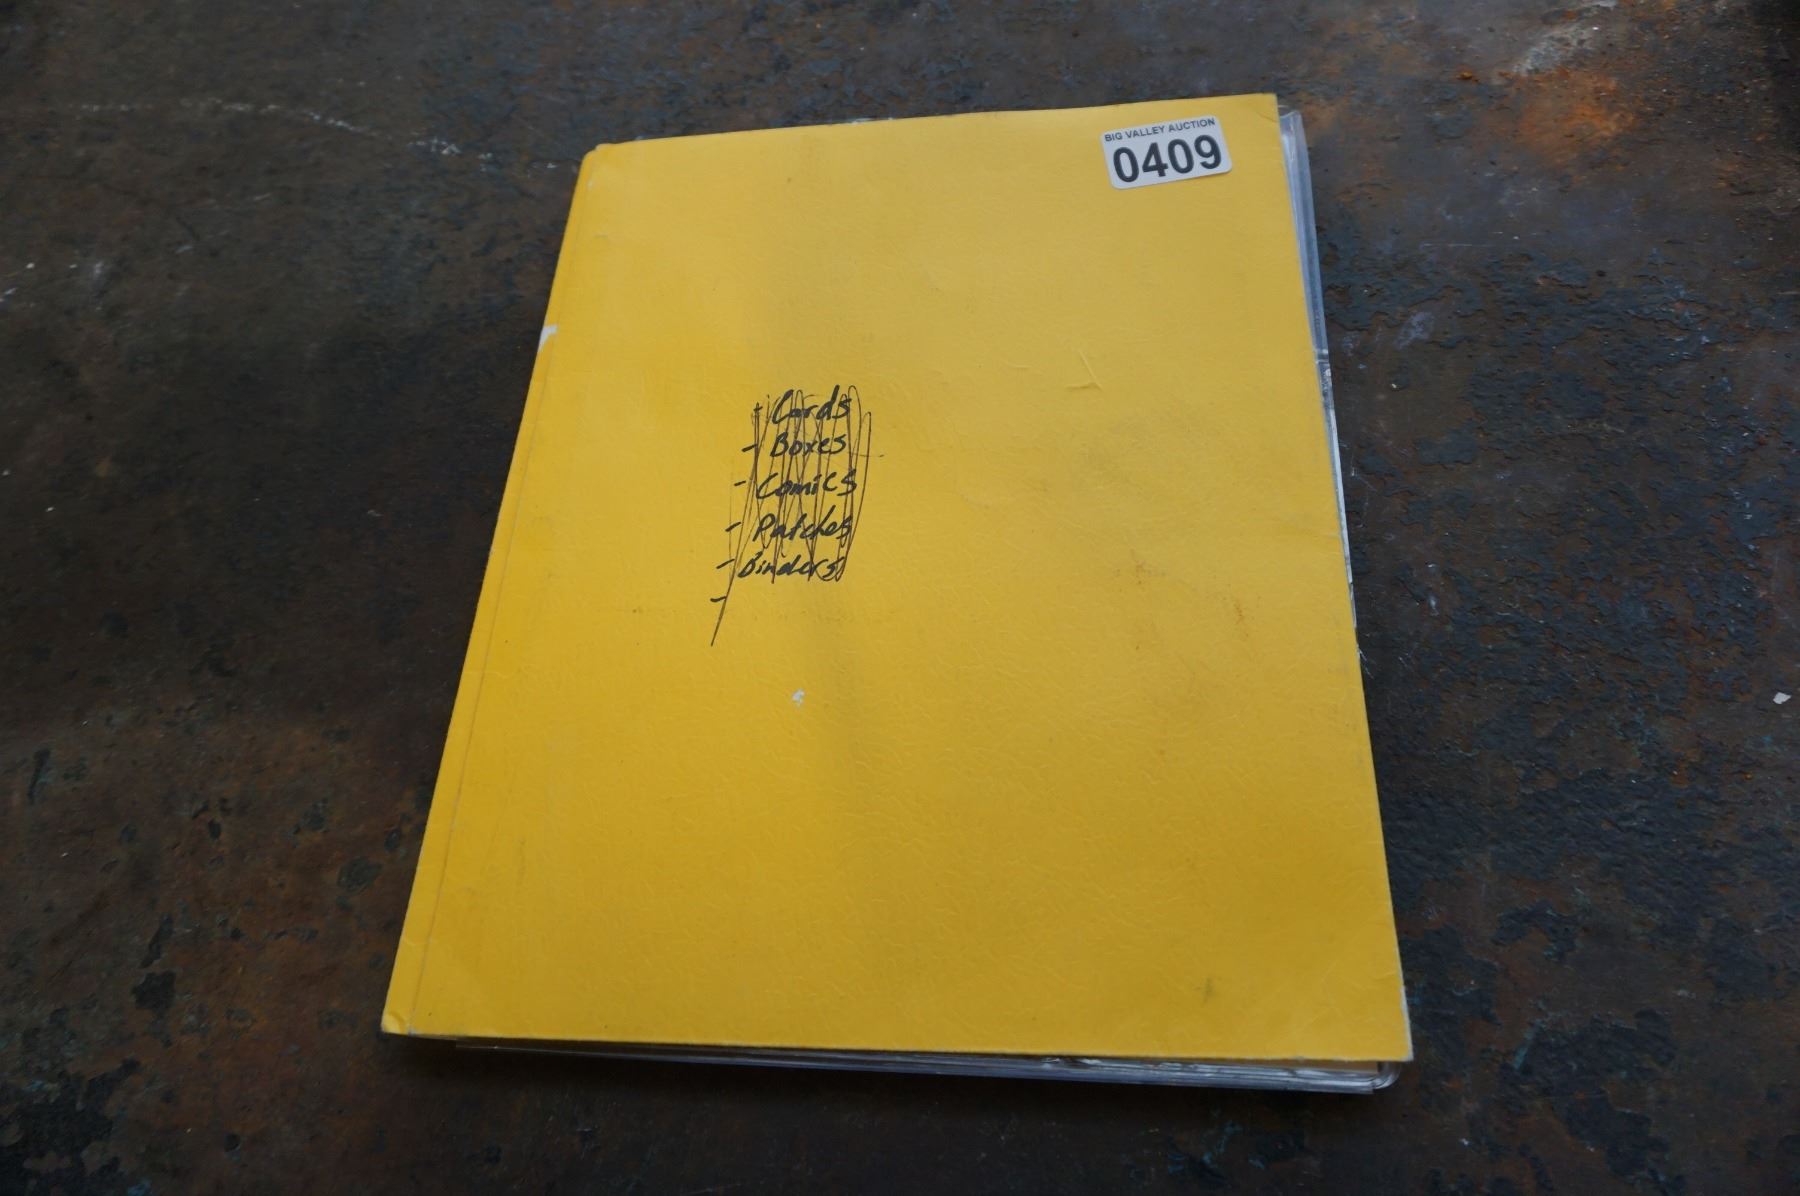 BIG VALLEY AUCTION
0409
- Cards
- Boxes
- Comics
- Patches
- Binders
-